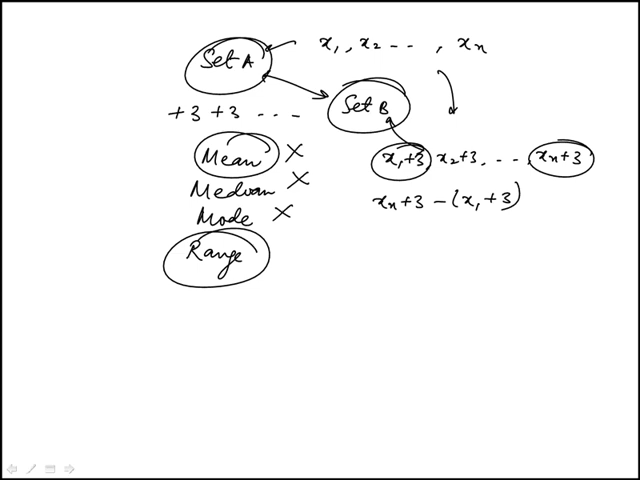 Set A x₁, x₂ -- , xₙ
Set B
+3 +3 ...
x₁+3, x₂+3, ..., xₙ+3
Mean ×
Median ×
xₙ+3 - (x₁+3)
Mode ×
Range